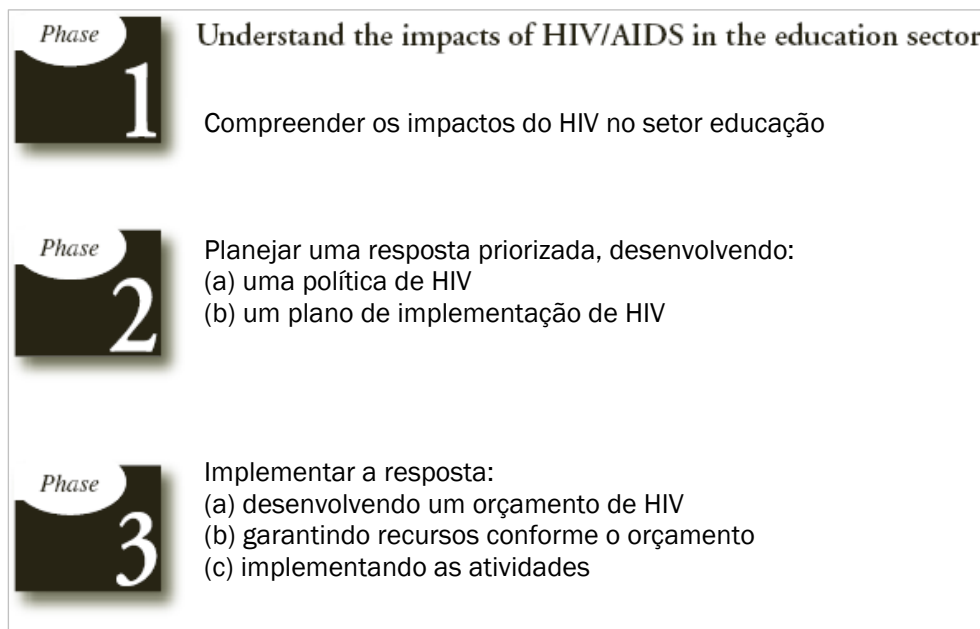 Phase
1
Understand the impacts of HIV/AIDS in the education sector
Compreender os impactos do HIV no setor educação
Phase
2
Planejar uma resposta priorizada, desenvolvendo:
(a) uma política de HIV
(b) um plano de implementação de HIV
Phase
3
Implementar a resposta:
(a) desenvolvendo um orçamento de HIV
(b) garantindo recursos conforme o orçamento
(c) implementando as atividades